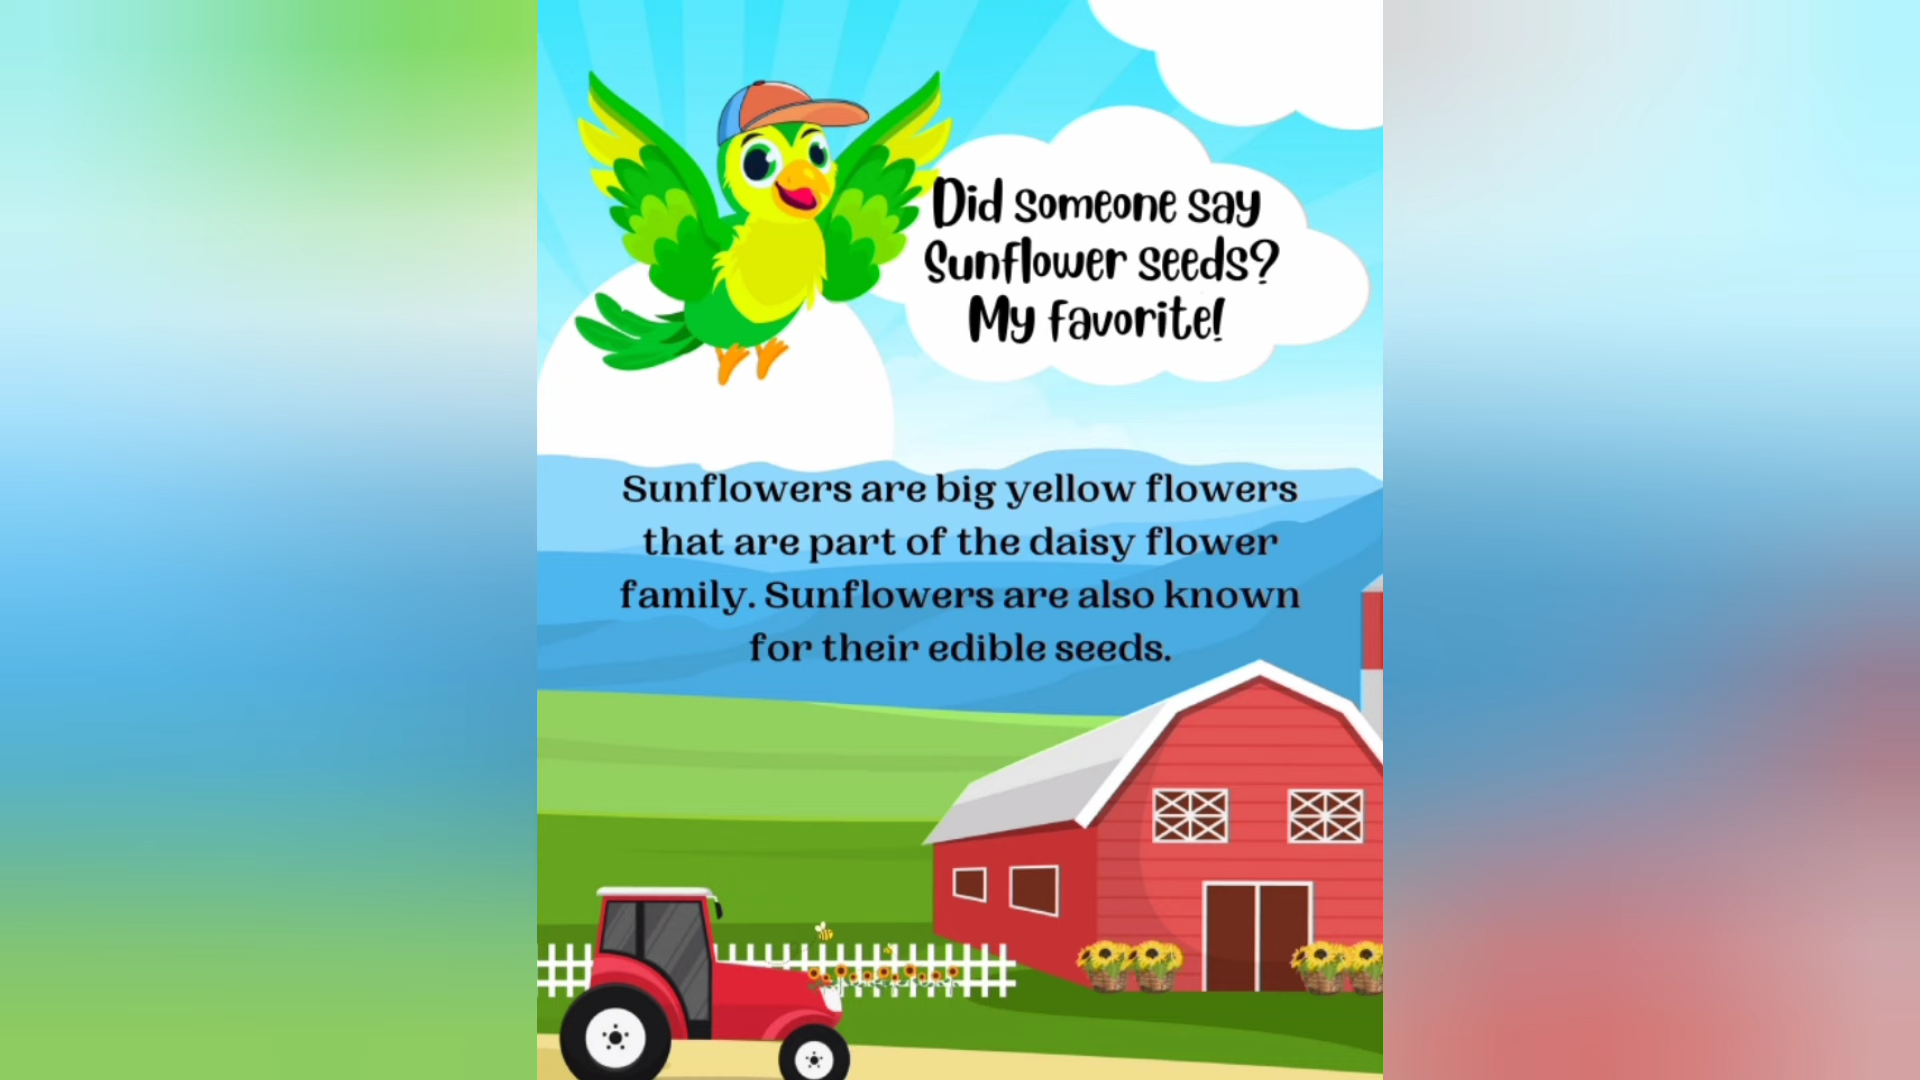 Did someone say
Sunflower seeds?
My favorite!
Sunflowers are big yellow flowers
that are part of the daisy flower
family. Sunflowers are also known
for their edible seeds.